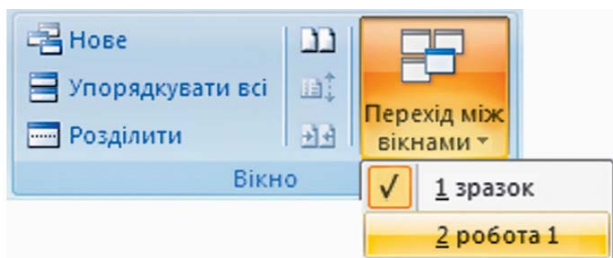 Нове
Упорядкувати всі
Розділити
Перехід між
вікнами
Вікно
1 зразок
2 робота 1